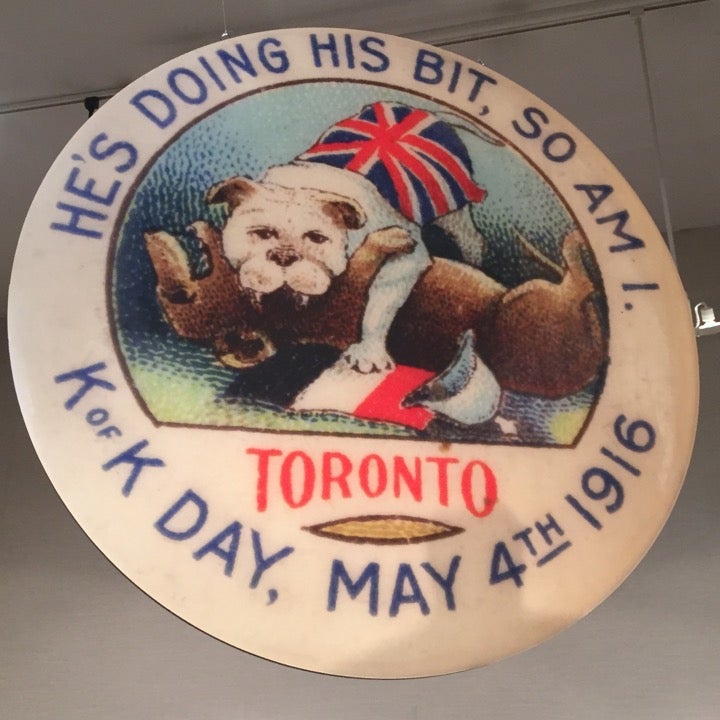 HE'S DOING HIS BIT, SO AM I.
TORONTO
K OF K DAY, MAY 4TH 1916